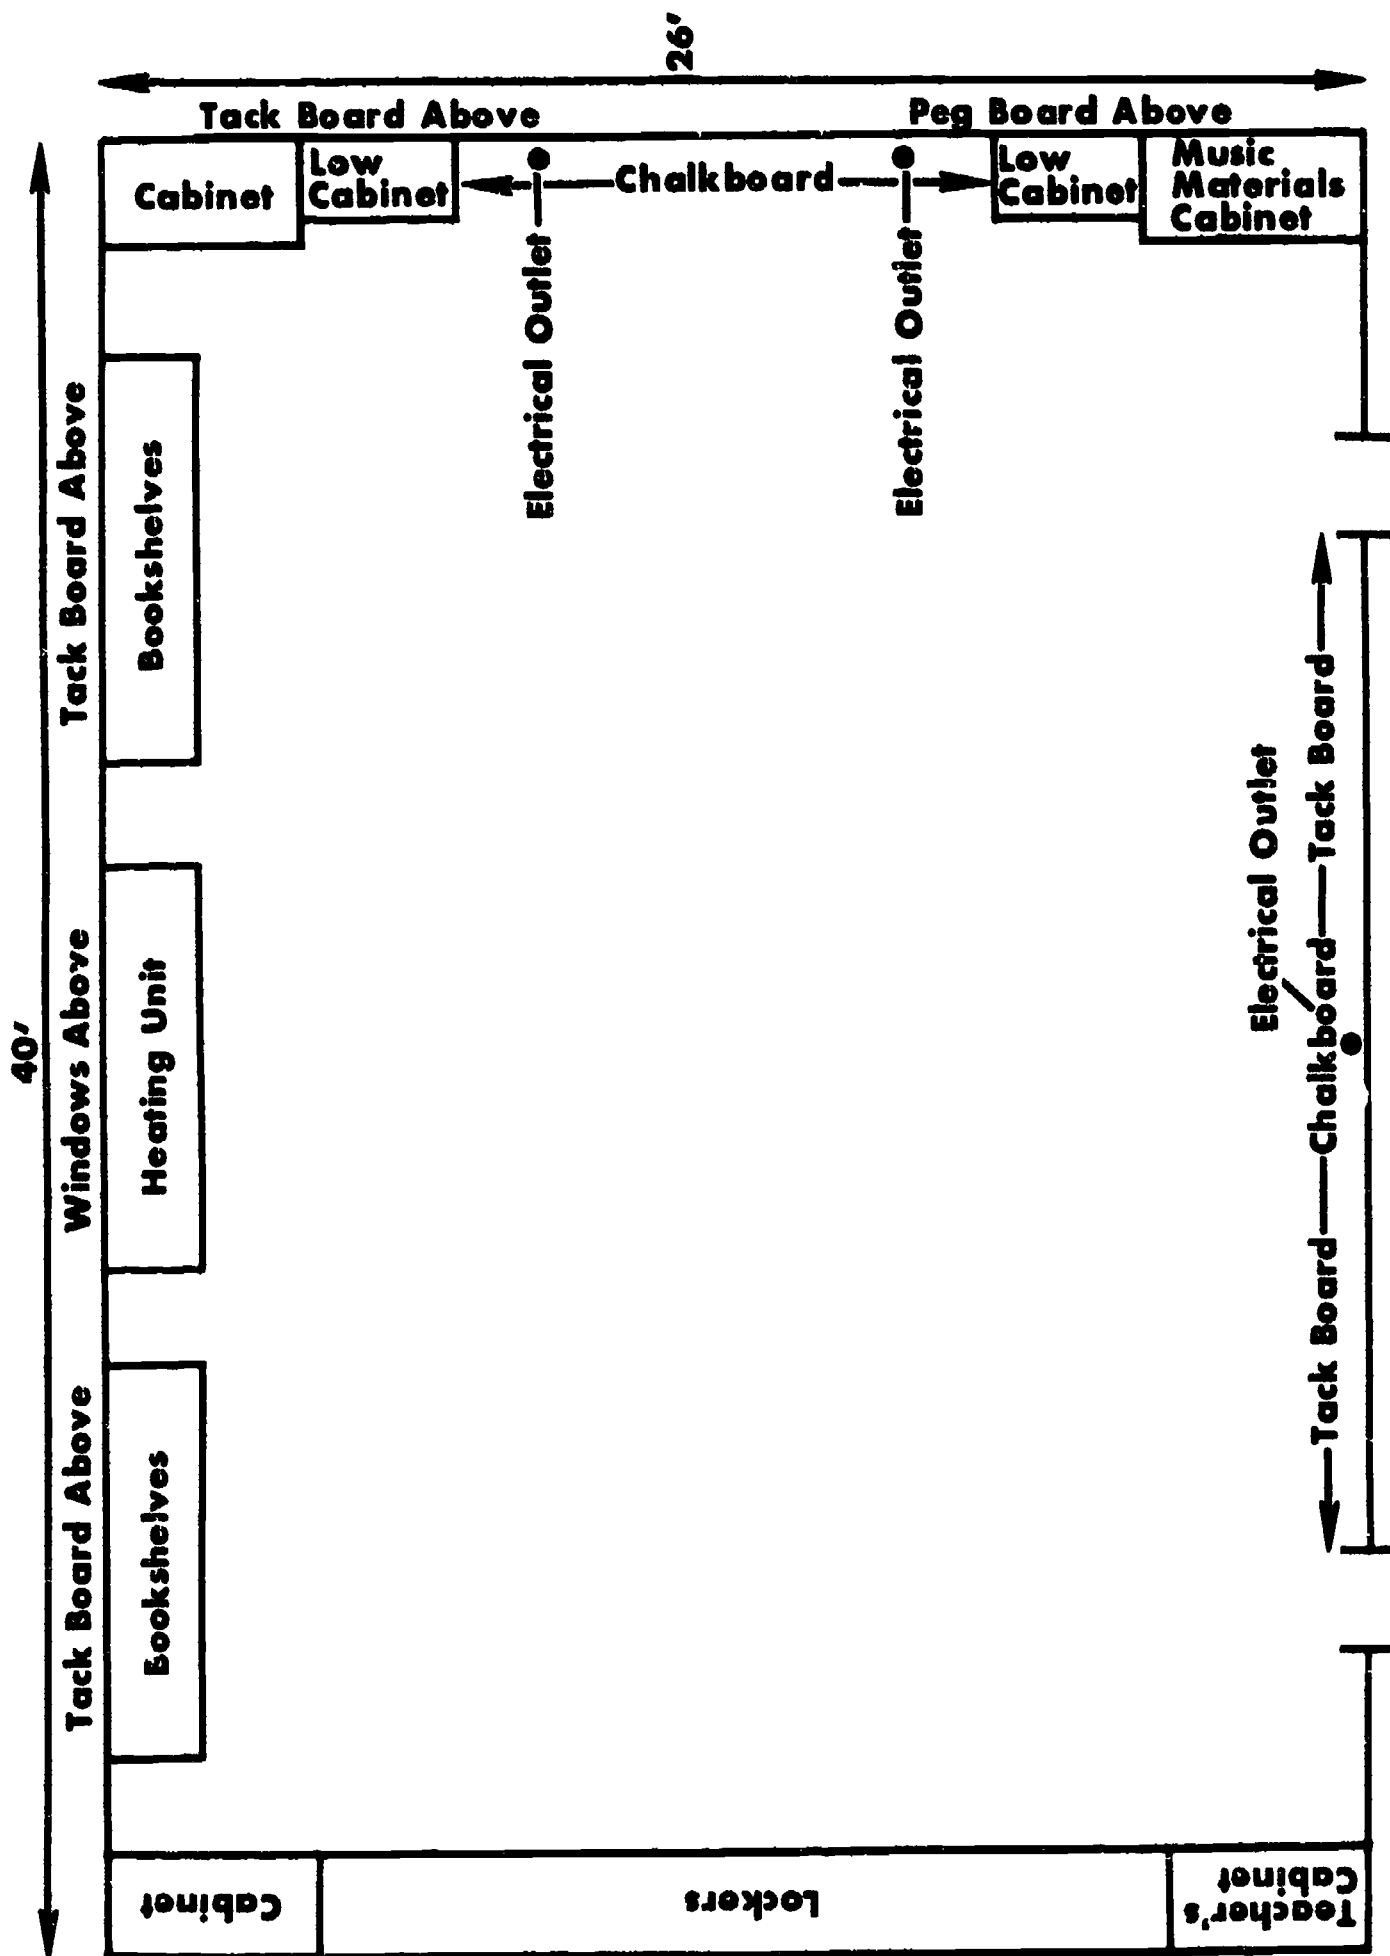 26'
Tack Board Above
Peg Board Above
Cabinet
Low
Cabinet
Chalkboard
Low
Cabinet
Music
Materials
Cabinet
Electrical Outlet
Electrical Outlet
40'
Tack Board Above
Windows Above
Tack Board Above
Bookshelves
Heating Unit
Bookshelves
Electrical Outlet
Tack Board
Chalkboard
Tack Board
Cabinet
Lockers
Teacher's
Cabinet